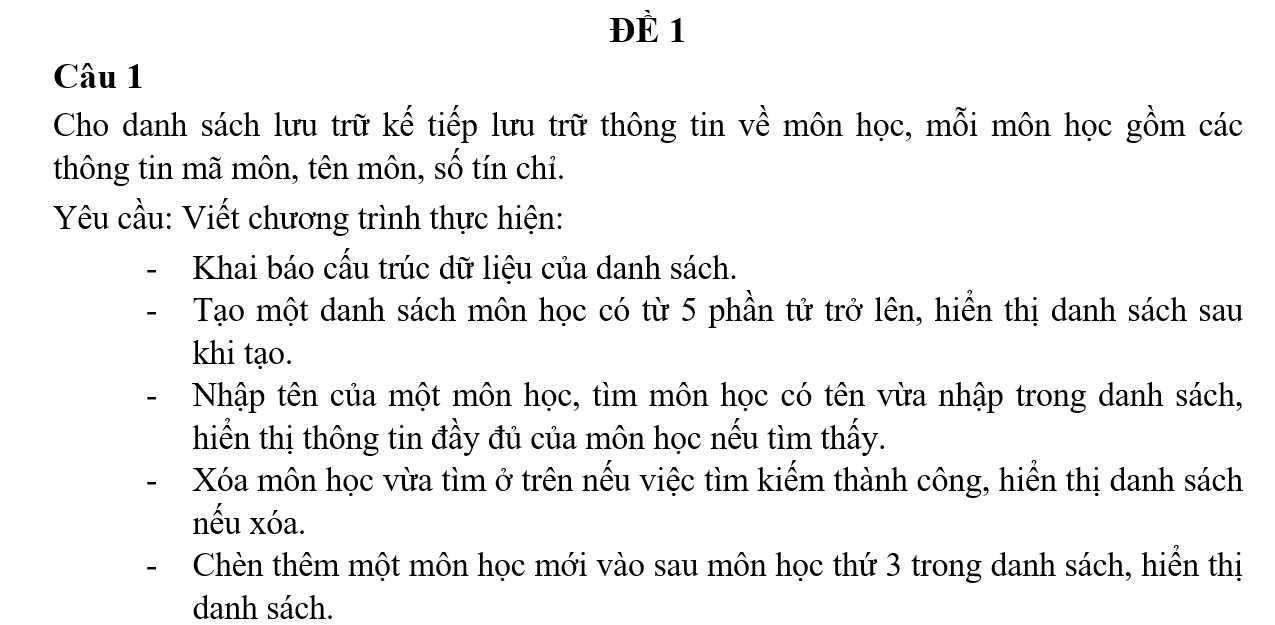 ĐỀ 1
Câu 1
Cho danh sách lưu trữ kế tiếp lưu trữ thông tin về môn học, mỗi môn học gồm các
thông tin mã môn, tên môn, số tín chỉ.
Yêu cầu: Viết chương trình thực hiện:
- Khai báo cấu trúc dữ liệu của danh sách.
- Tạo một danh sách môn học có từ 5 phần tử trở lên, hiển thị danh sách sau
khi tạo.
- Nhập tên của một môn học, tìm môn học có tên vừa nhập trong danh sách,
hiển thị thông tin đầy đủ của môn học nếu tìm thấy.
- Xóa môn học vừa tìm ở trên nếu việc tìm kiếm thành công, hiển thị danh sách
nếu xóa.
- Chèn thêm một môn học mới vào sau môn học thứ 3 trong danh sách, hiển thị
danh sách.